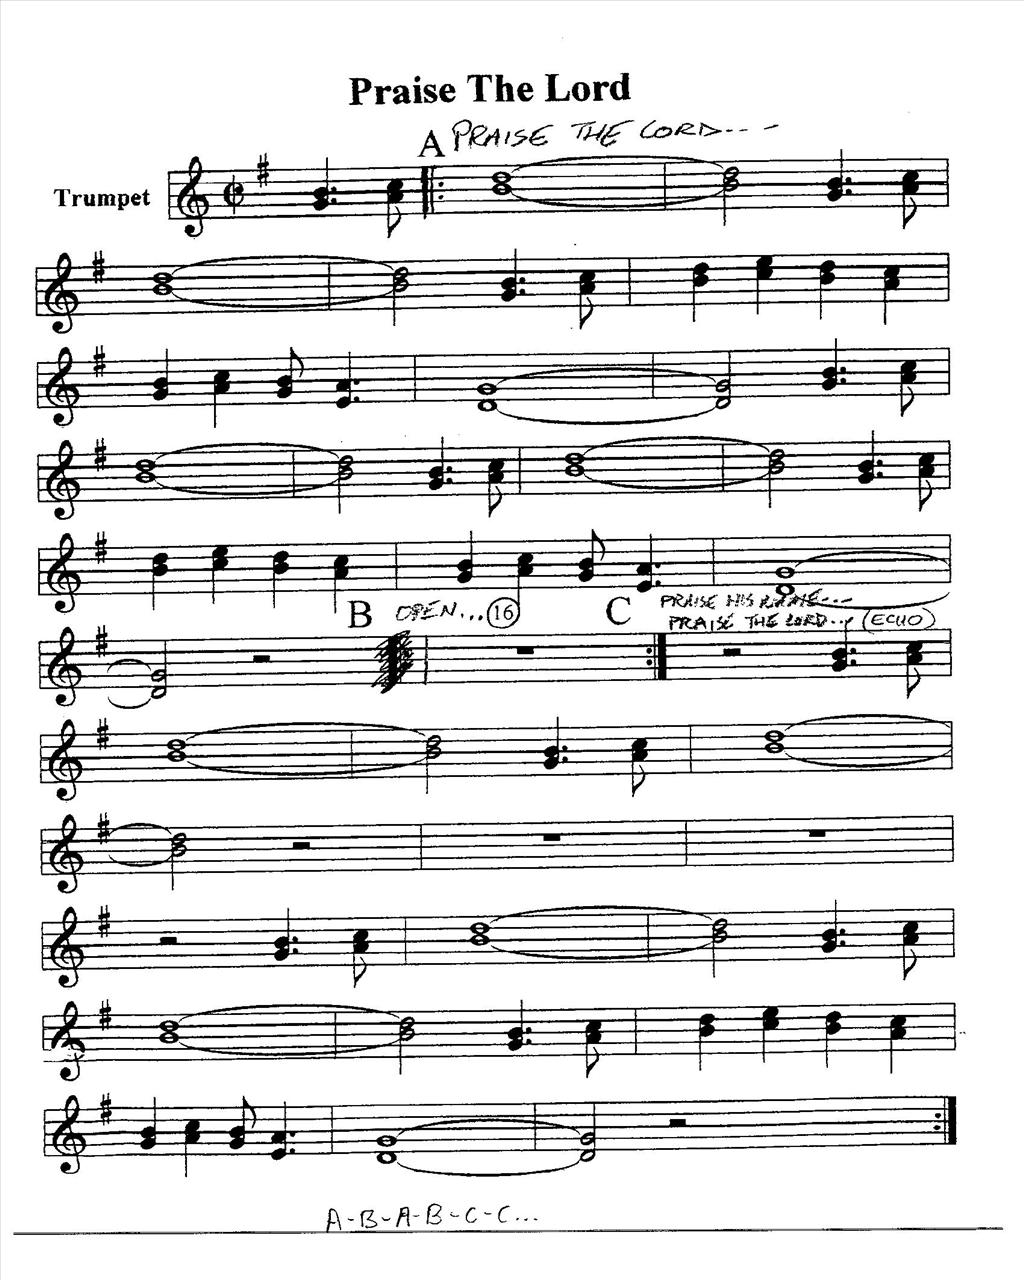 Praise The Lord
A PRAISE THE LORD....
Trumpet
B OPEN... 16 C PRAISE HIS NAME....
PRAISE THE LORD... (ECHO)
A-B-A-B-C-C...